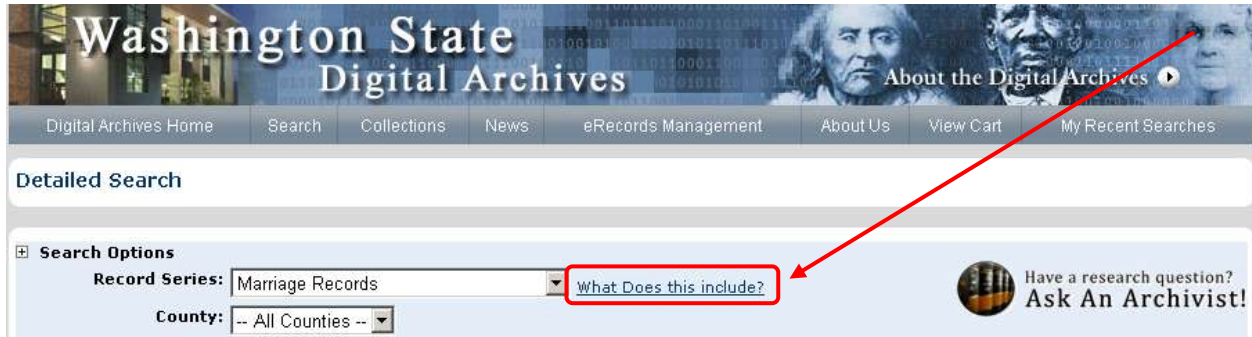 Washington State
Digital Archives
About the Digital Archives
Digital Archives Home Search Collections News eRecords Management About Us View Cart My Recent Searches
Detailed Search
Search Options
Record Series: Marriage Records What Does this include?
Have a research question?
Ask An Archivist!
County: -- All Counties --